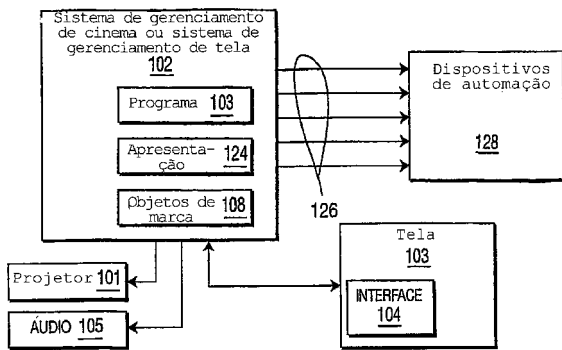 Sistema de gerenciamento
de cinema ou sistema de
gerenciamento de tela
102
Programa 103
Apresenta-
ção 124
Objetos de
marca 108
Dispositivos
de automação
128
126
Tela
103
INTERFACE
104
Projetor 101
ÁUDIO 105